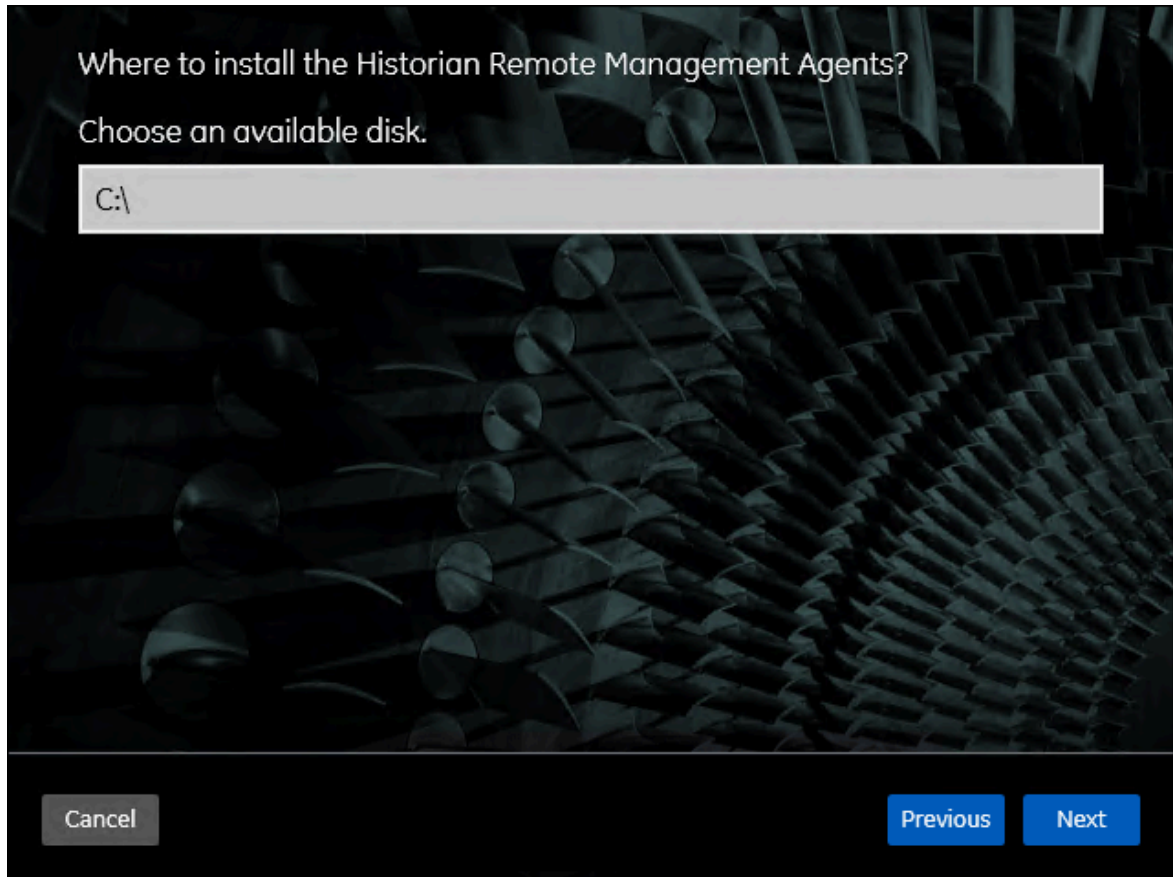 Where to install the Historian Remote Management Agents?
Choose an available disk.
C:\
Cancel
Previous
Next